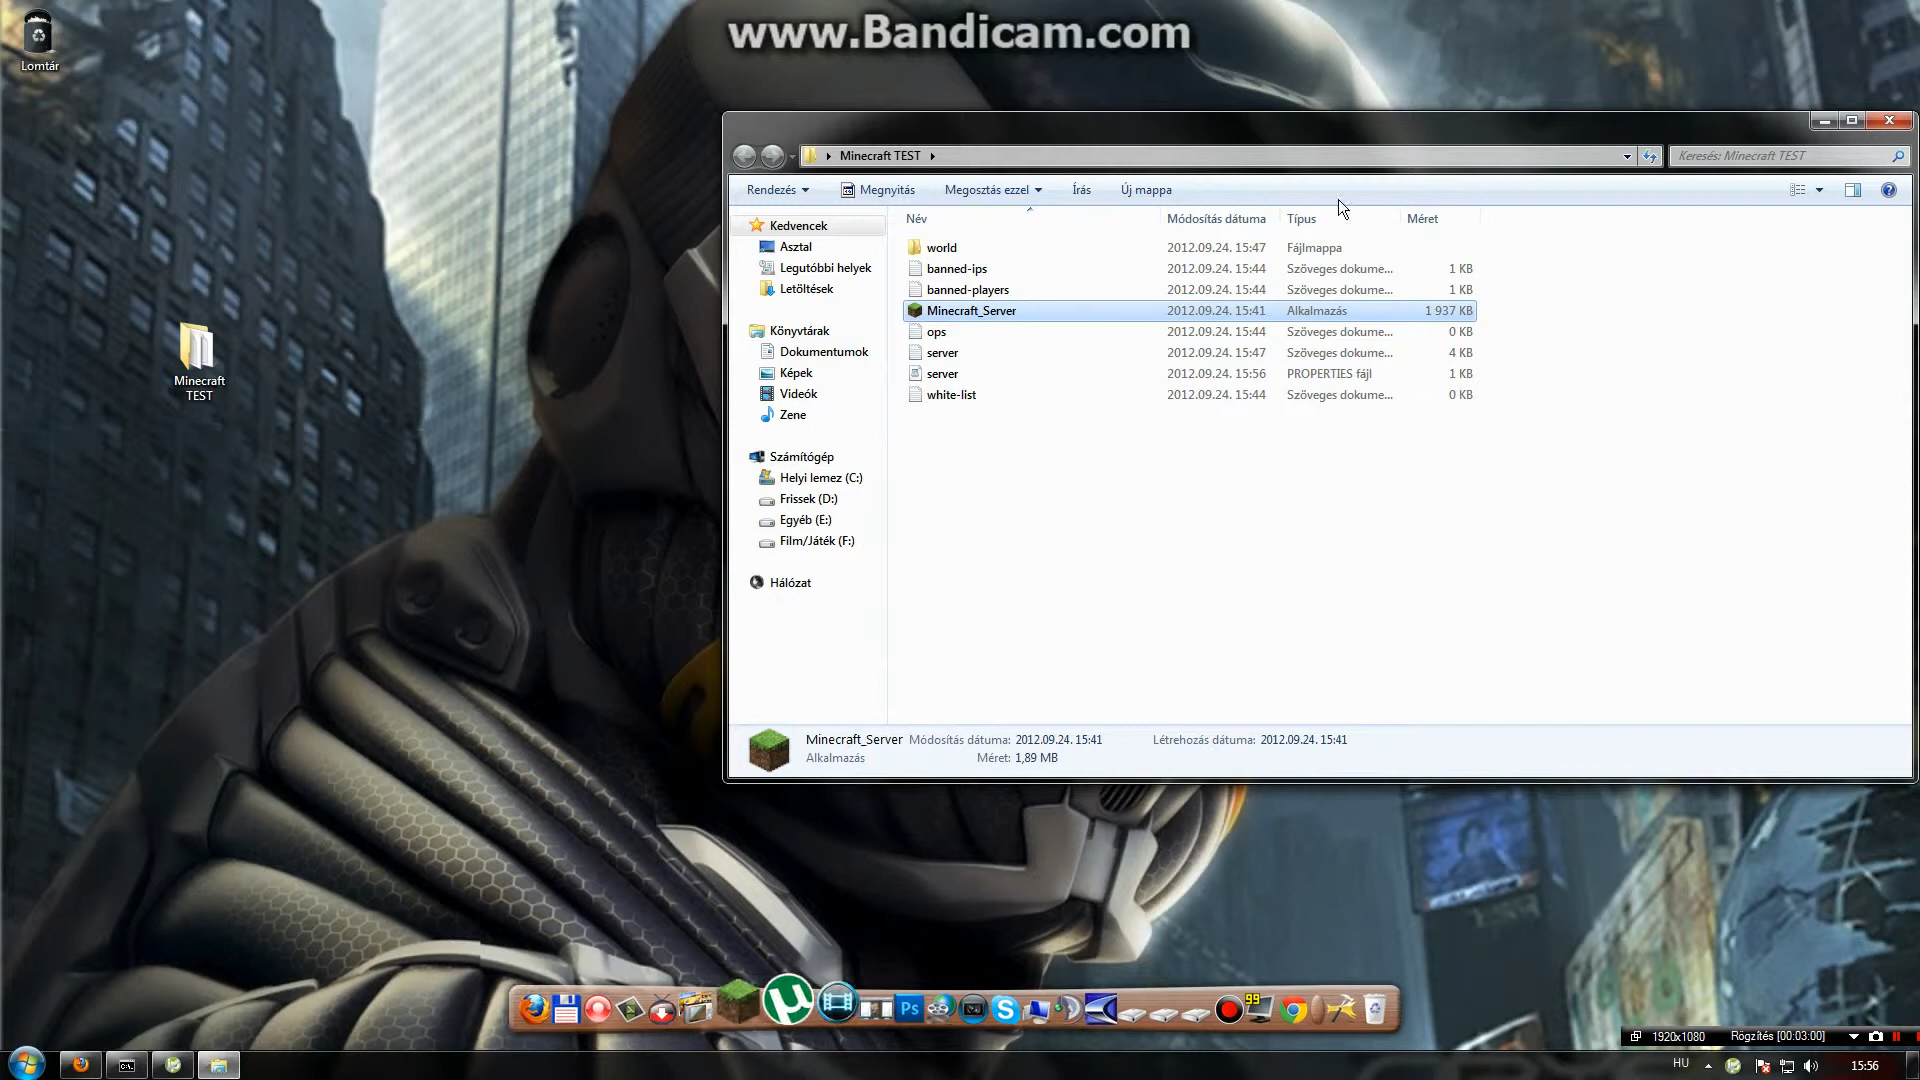 www.Bandicam.com
Lomtár
Minecraft TEST
Minecraft TEST
Keresés: Minecraft TEST
Rendezés
Megnyitás
Megosztás ezzel
Írás
Új mappa
Név
Módosítás dátuma
Típus
Méret
Kedvencek
Asztal
Legutóbbi helyek
Letöltések
Könyvtárak
Dokumentumok
Képek
Videók
Zene
Számítógép
Helyi lemez (C:)
Frissek (D:)
Egyéb (E:)
Film/Játék (F:)
Hálózat
world 2012.09.24. 15:47 Fájlmappa
banned-ips 2012.09.24. 15:44 Szöveges dokume... 1 KB
banned-players 2012.09.24. 15:44 Szöveges dokume... 1 KB
Minecraft_Server 2012.09.24. 15:41 Alkalmazás 1 937 KB
ops 2012.09.24. 15:44 Szöveges dokume... 0 KB
server 2012.09.24. 15:47 Szöveges dokume... 4 KB
server 2012.09.24. 15:56 PROPERTIES fájl 1 KB
white-list 2012.09.24. 15:44 Szöveges dokume... 0 KB
Minecraft_Server Módosítás dátuma: 2012.09.24. 15:41 Létrehozás dátuma: 2012.09.24. 15:41
Alkalmazás Méret: 1,89 MB
Ps
99
1920x1080 Rögzítés [00:03:00]
HU
15:56